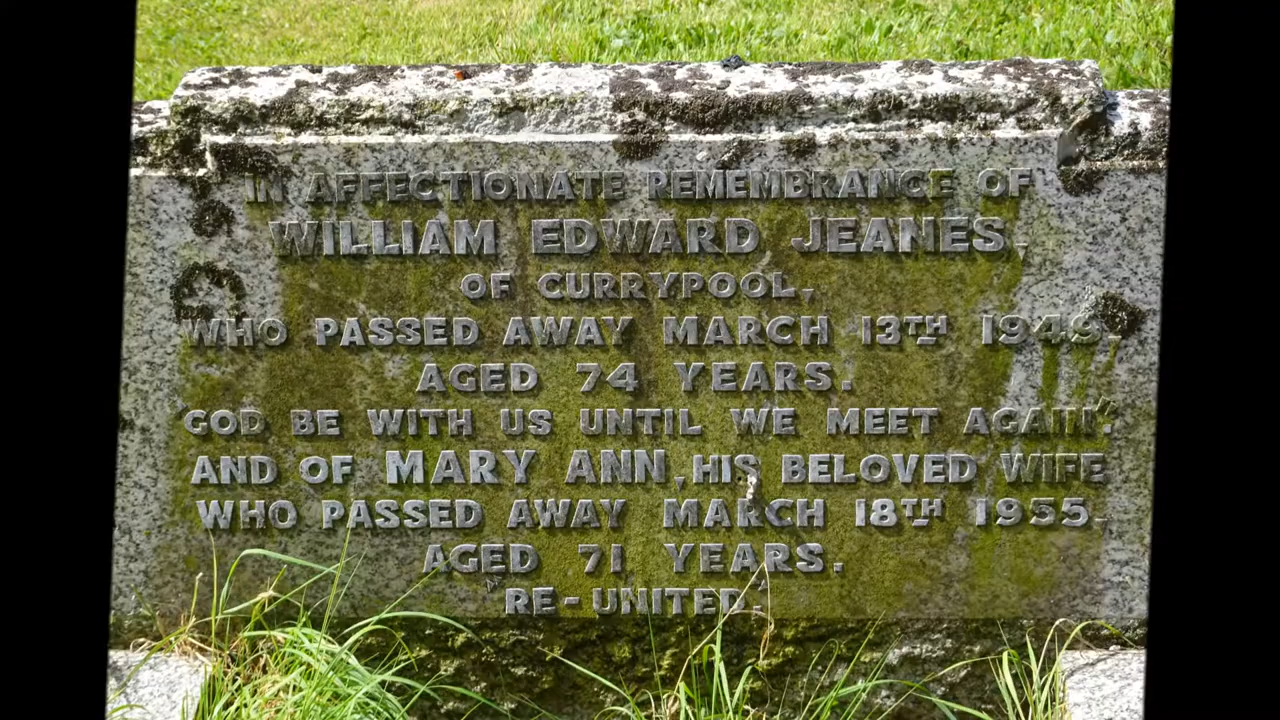 IN AFFECTIONATE REMEMBRANCE OF
WILLIAM EDWARD JEANES,
OF CURRYPOOL,
WHO PASSED AWAY MARCH 13TH 1949.
AGED 74 YEARS.
GOD BE WITH US UNTIL WE MEET AGAIN".
AND OF MARY ANN, HIS BELOVED WIFE
WHO PASSED AWAY MARCH 18TH 1955.
AGED 71 YEARS.
"RE-UNITED."